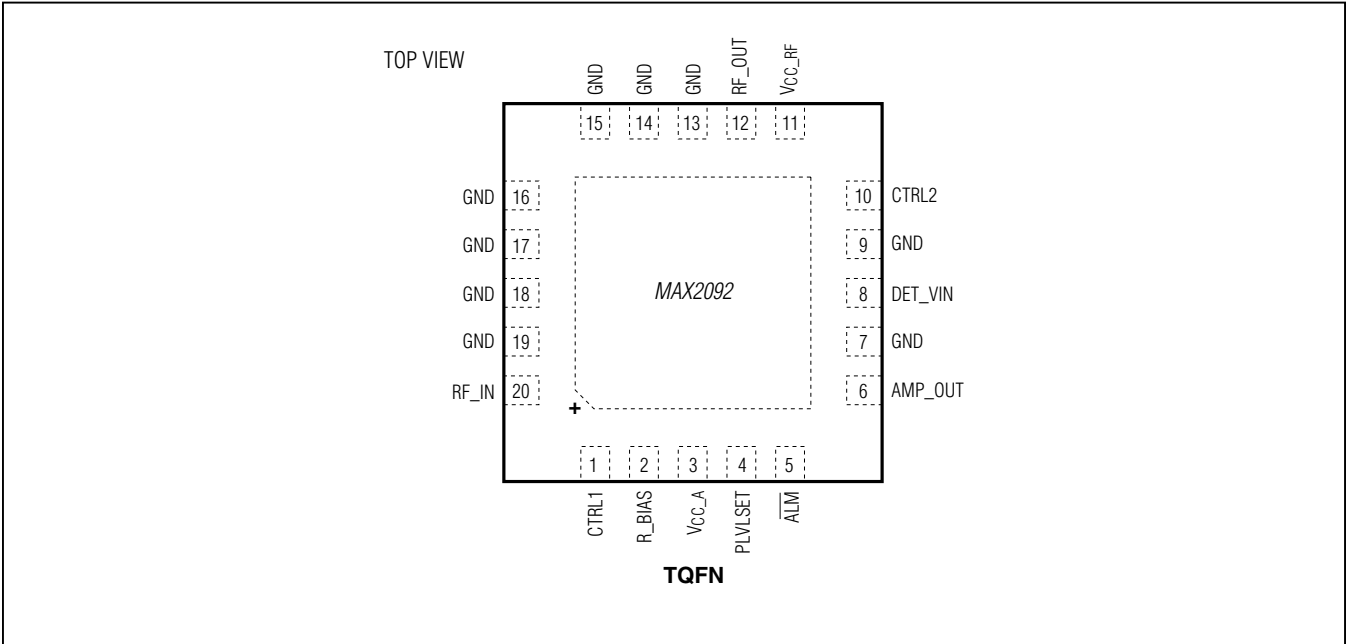 TOP VIEW
GND
GND
GND
RF_OUT
VCC_RF
15
14
13
12
11
GND 16
GND 17
GND 18
GND 19
RF_IN 20
MAX2092
10 CTRL2
9 GND
8 DET_VIN
7 GND
6 AMP_OUT
+
1
2
3
4
5
CTRL1
R_BIAS
VCC_A
PLVLSET
A̅L̅M̅
TQFN